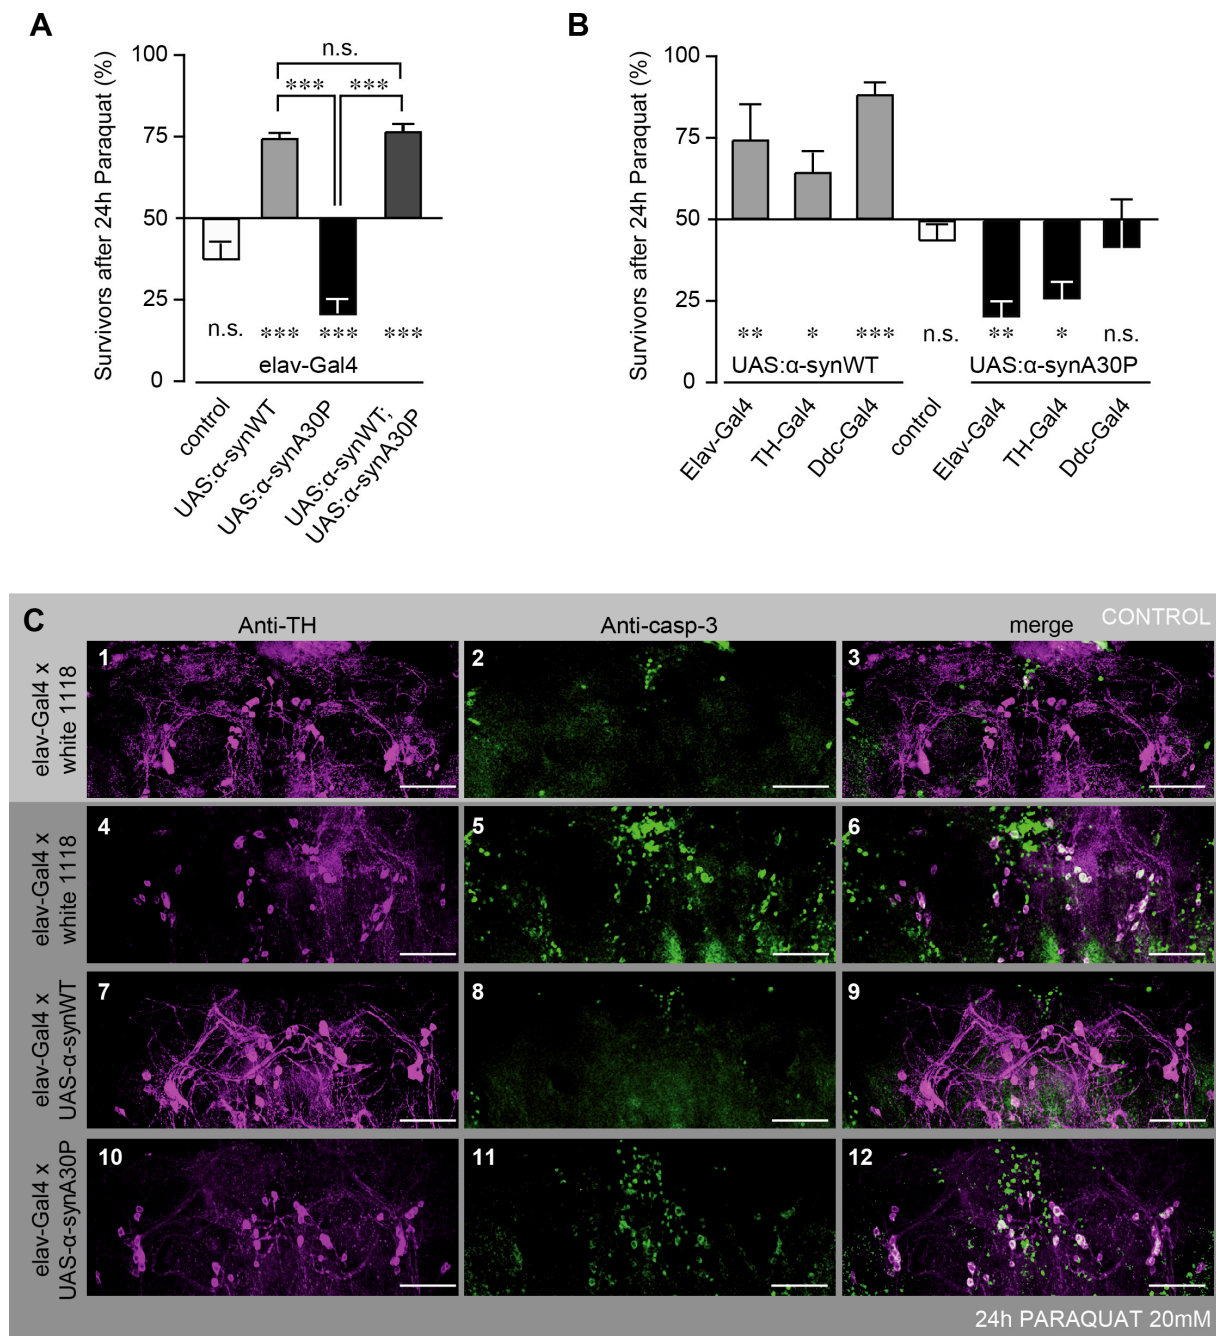 A
Survivors after 24h Paraquat (%)
100
75
50
25
0
n.s.
*** ***
n.s. *** *** ***
elav-Gal4
control
UAS:α-synWT
UAS:α-synA30P
UAS:α-synWT;
UAS:α-synA30P
B
Survivors after 24h Paraquat (%)
100
75
50
25
0
** * *** n.s. ** * n.s.
UAS:α-synWT
UAS:α-synA30P
Elav-Gal4
TH-Gal4
Ddc-Gal4
control
Elav-Gal4
TH-Gal4
Ddc-Gal4
C
CONTROL
Anti-TH
Anti-casp-3
merge
elav-Gal4 x
white 1118
1
2
3
elav-Gal4 x
white 1118
4
5
6
elav-Gal4 x
UAS-α-synWT
7
8
9
elav-Gal4 x
UAS-α-synA30P
10
11
12
24h PARAQUAT 20mM